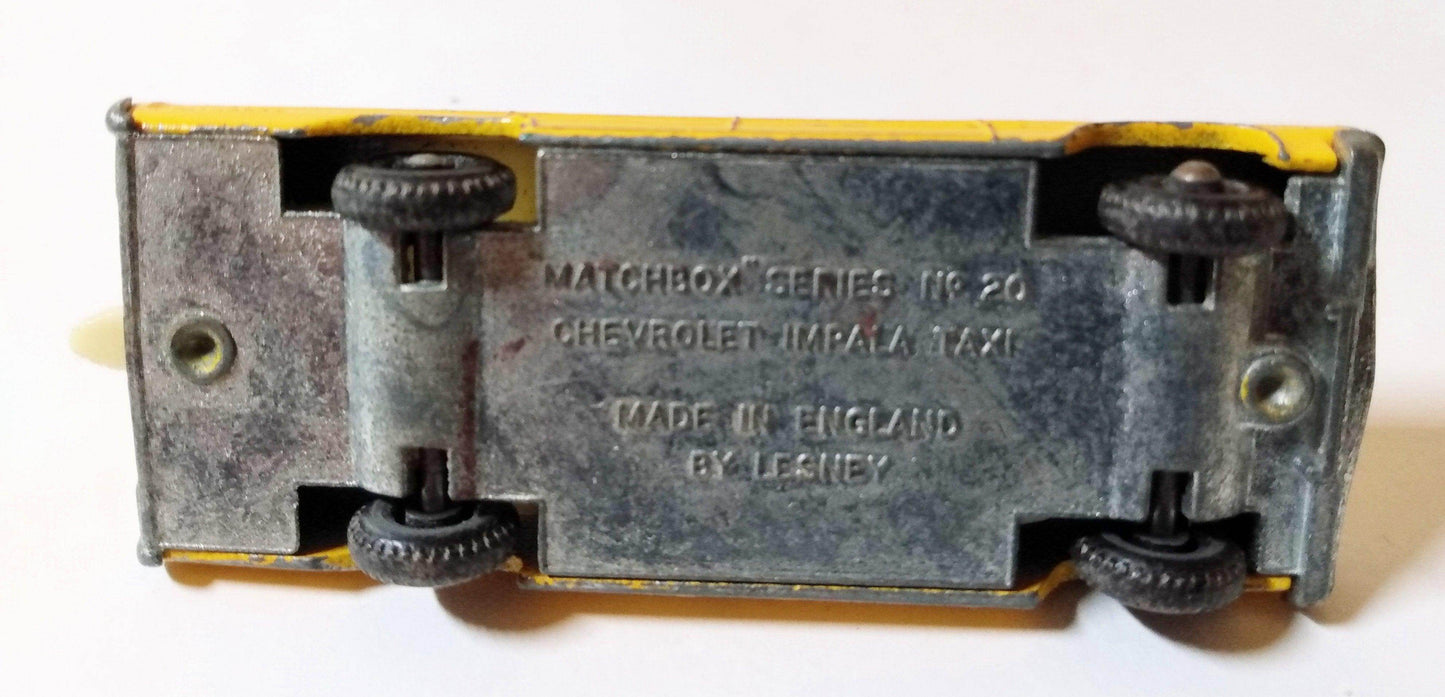 MATCHBOX" SERIES Nº 20
CHEVROLET IMPALA TAXI
MADE IN ENGLAND
BY LESNEY